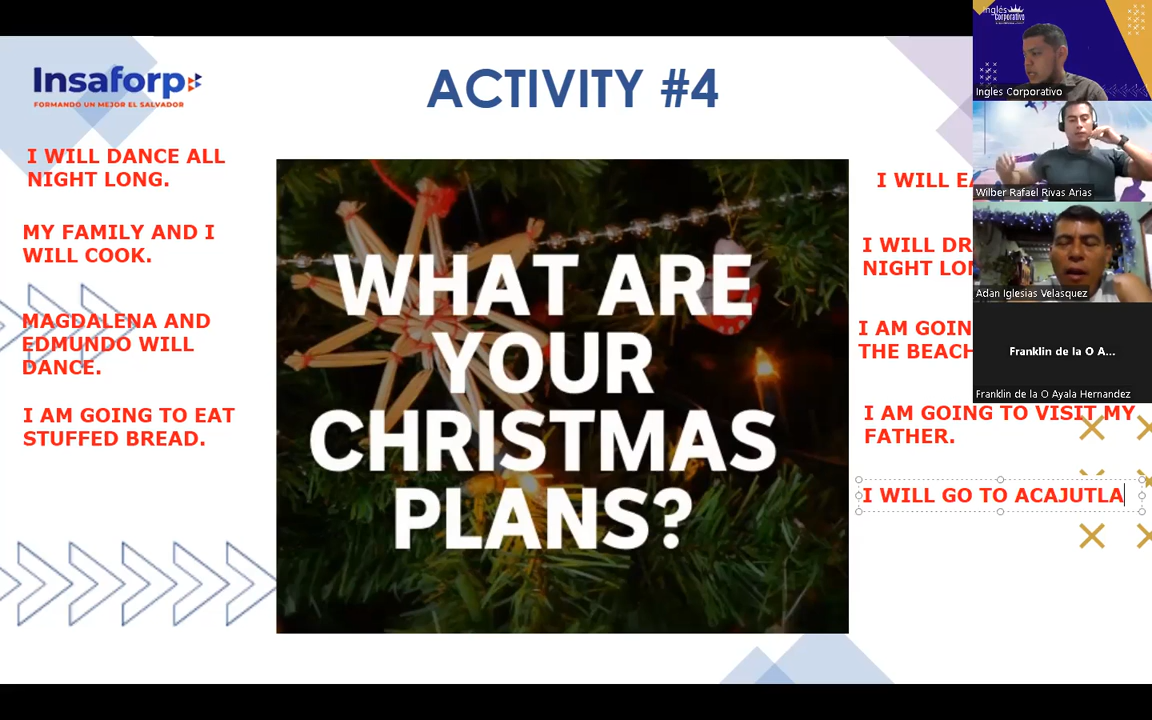 Insaforp
FORMANDO UN MEJOR EL SALVADOR
ACTIVITY #4
I WILL DANCE ALL
NIGHT LONG.
MY FAMILY AND I
WILL COOK.
MAGDALENA AND
EDMUNDO WILL
DANCE.
I AM GOING TO EAT
STUFFED BREAD.
WHAT ARE
YOUR
CHRISTMAS
PLANS?
I WILL
I WILL
NIGHT
I AM
THE BEACH
I AM GOING TO VISIT MY
FATHER.
I WILL GO TO ACAJUTLA
Inglés
Corporativo
Ingles Corporativo
Wilber Rafael Rivas Arias
Adan Iglesias Velasquez
Franklin de la O A...
Franklin de la O Ayala Hernandez